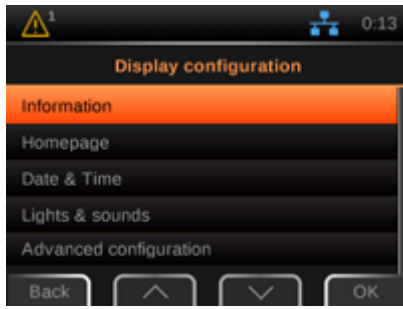 1
0:13
Display configuration
Information
Homepage
Date & Time
Lights & sounds
Advanced configuration
Back
OK